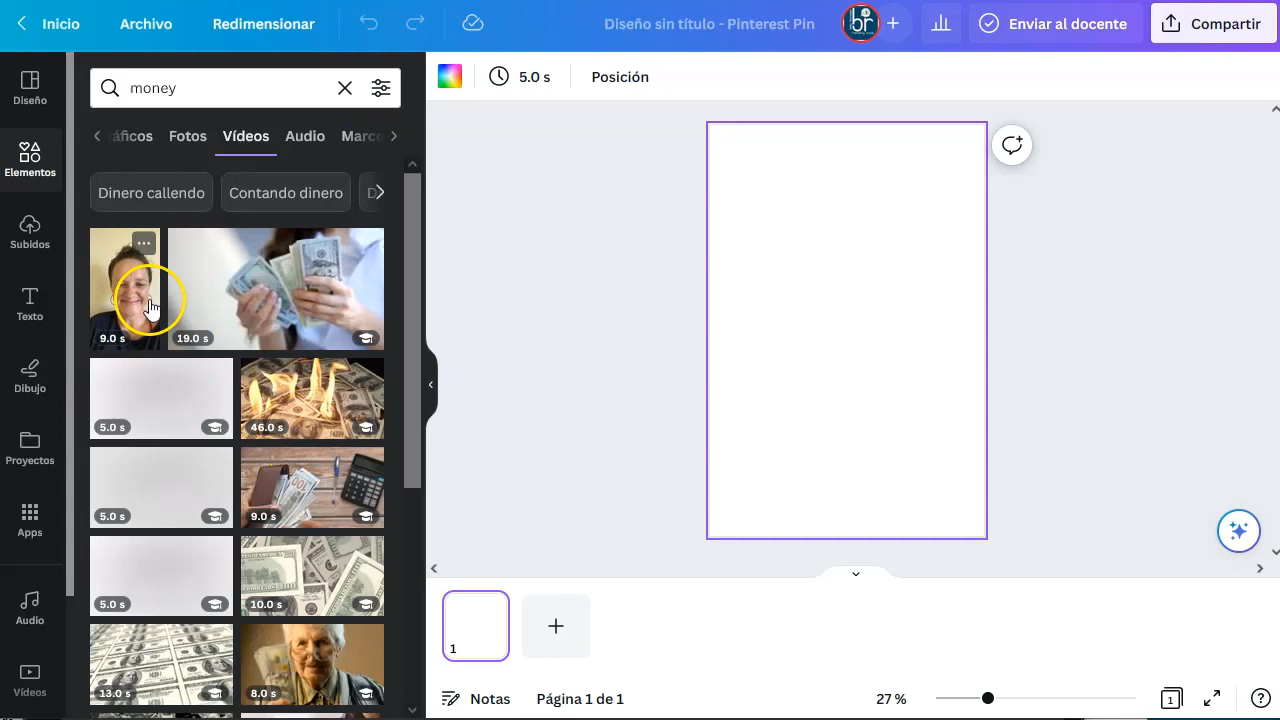 Inicio
Archivo
Redimensionar
Diseño sin título - Pinterest Pin
br
Enviar al docente
Compartir
Diseño
Elementos
Subidos
Texto
Dibujo
Proyectos
Apps
Audio
Vídeos
money
áficos
Fotos
Vídeos
Audio
Marco
Dinero callendo
Contando dinero
D
9.0 s
19.0 s
5.0 s
46.0 s
5.0 s
9.0 s
5.0 s
10.0 s
13.0 s
8.0 s
5.0 s
Posición
1
Notas
Página 1 de 1
27 %
1